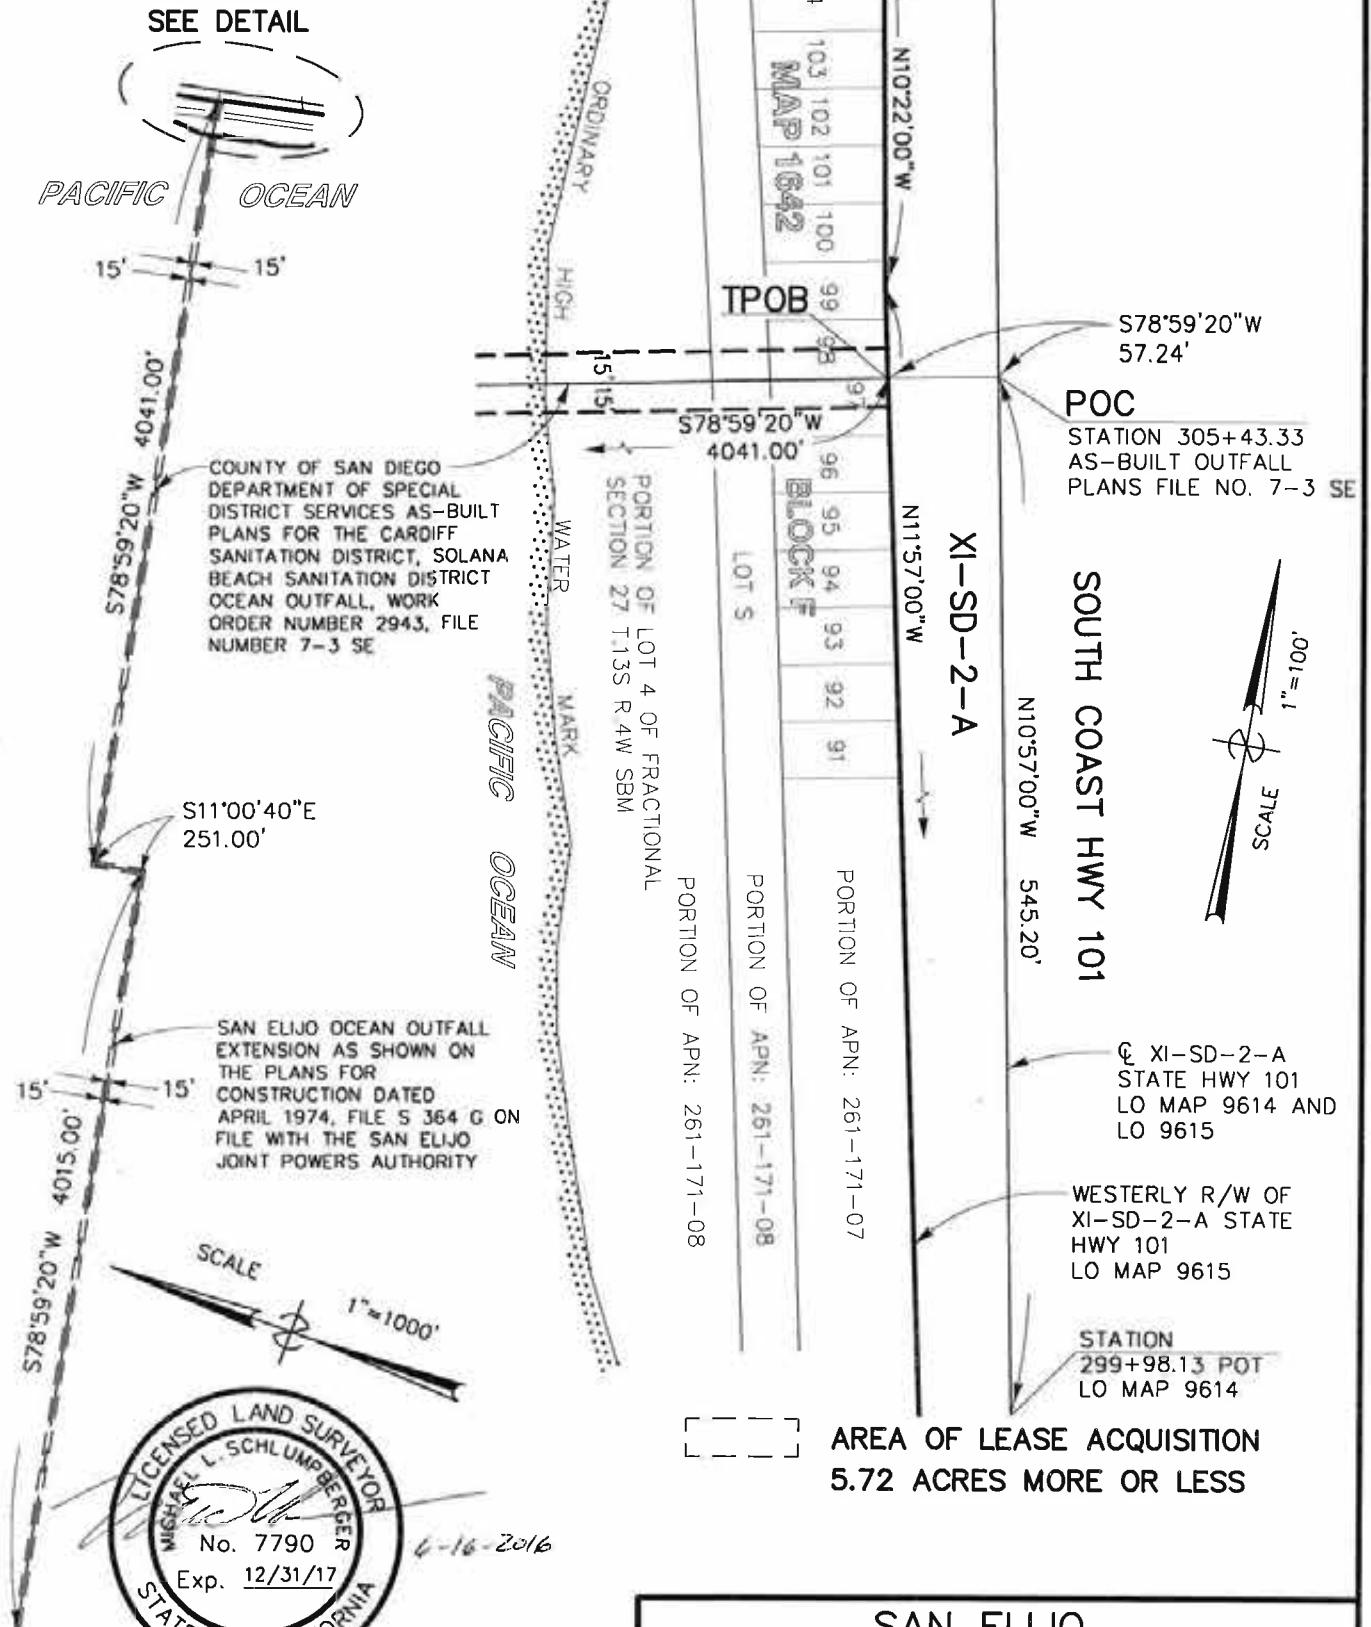 SEE DETAIL
PACIFIC OCEAN
15' 15'
S78°59'20"W 4041.00'
COUNTY OF SAN DIEGO
DEPARTMENT OF SPECIAL
DISTRICT SERVICES AS-BUILT
PLANS FOR THE CARDIFF
SANITATION DISTRICT, SOLANA
BEACH SANITATION DISTRICT
OCEAN OUTFALL, WORK
ORDER NUMBER 2943, FILE
NUMBER 7-3 SE
S11°00'40"E
251.00'
SAN ELIJO OCEAN OUTFALL
EXTENSION AS SHOWN ON
THE PLANS FOR
CONSTRUCTION DATED
APRIL 1974, FILE S 364 G ON
FILE WITH THE SAN ELIJO
JOINT POWERS AUTHORITY
15' 15'
S78°59'20"W 4015.00'
SCALE 1"=1000'
LICENSED LAND SURVEYOR
MICHAEL L. SCHLUMPBERGER
No. 7790
Exp. 12/31/17
6-16-2016
ORDINARY HIGH WATER MARK
PACIFIC OCEAN
103 102 101 100 99 98 97 96 95 94 93 92 91
MAP 1642
BLOCK F
LOT S
N10°22'00"W
TPOB
15' 15'
S78°59'20"W
4041.00'
S78°59'20"W
57.24'
POC
STATION 305+43.33
AS-BUILT OUTFALL
PLANS FILE NO. 7-3 SE
PORTION OF LOT 4 OF FRACTIONAL
SECTION 27 T.13S R.4W SBM
N11°57'00"W
XI-SD-2-A
SOUTH COAST HWY 101
N10°57'00"W 545.20'
SCALE 1"=100'
PORTION OF APN: 261-171-08
PORTION OF APN: 261-171-08
PORTION OF APN: 261-171-07
℄ XI-SD-2-A
STATE HWY 101
LO MAP 9614 AND
LO 9615
WESTERLY R/W OF
XI-SD-2-A STATE
HWY 101
LO MAP 9615
STATION
299+98.13 POT
LO MAP 9614
AREA OF LEASE ACQUISITION
5.72 ACRES MORE OR LESS
SAN ELIJO